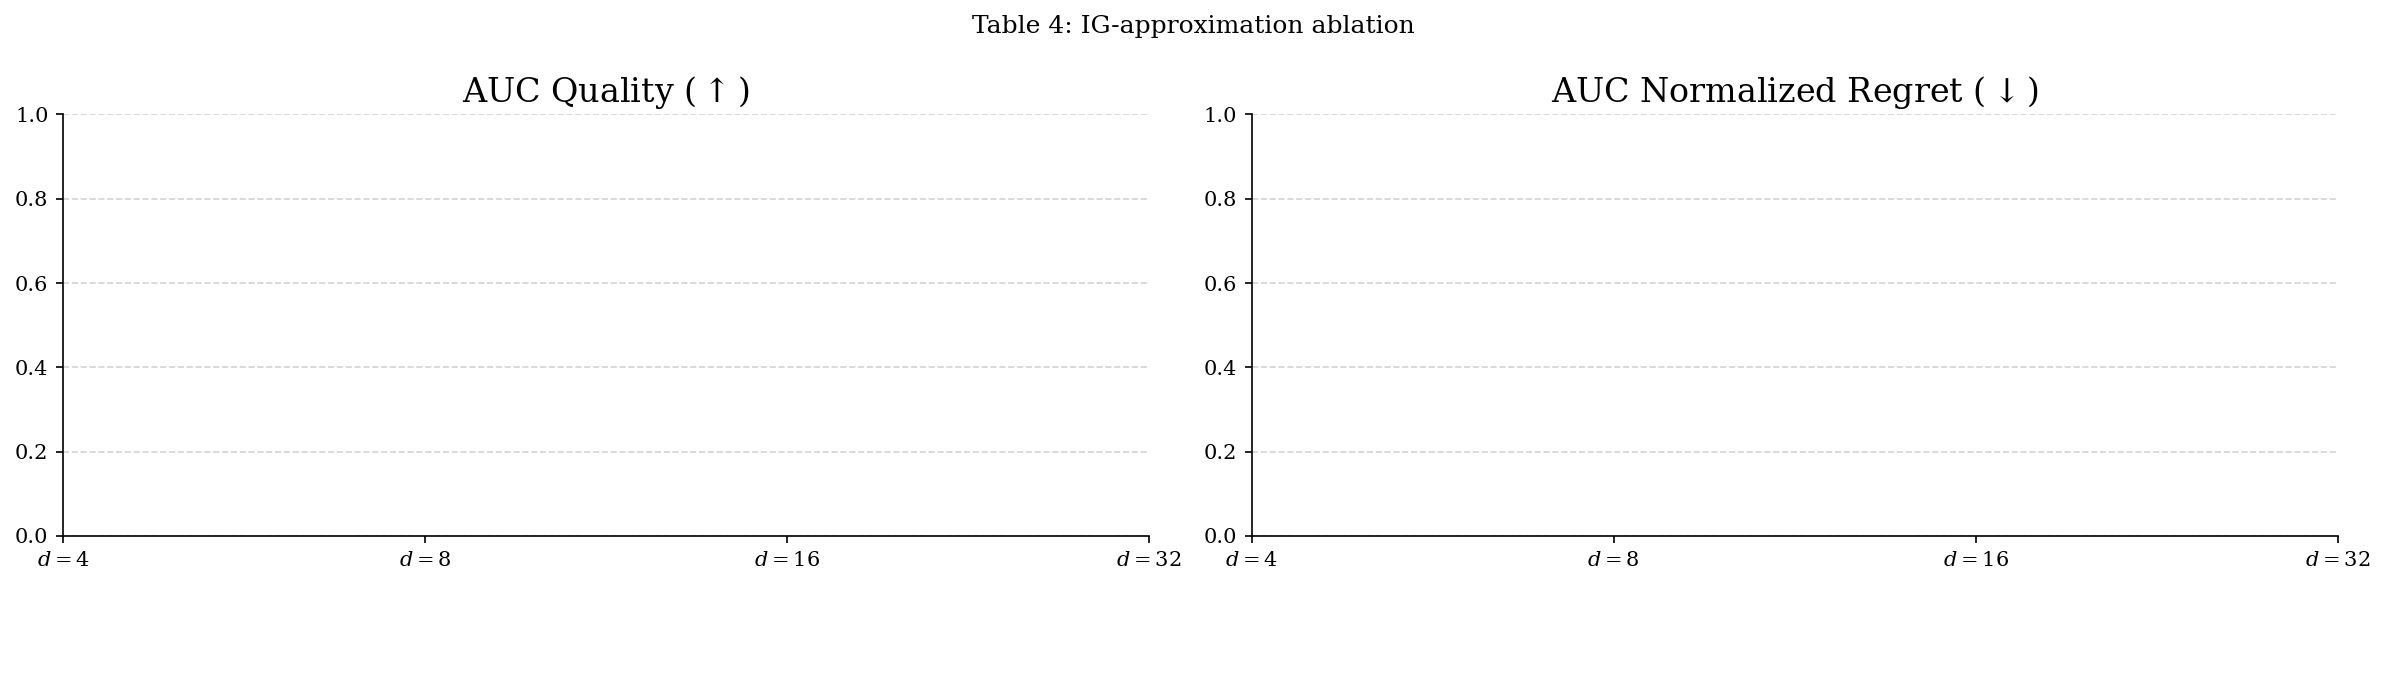 Table 4: IG-approximation ablation
AUC Quality (↑)
1.0
0.8
0.6
0.4
0.2
0.0
d = 4
d = 8
d = 16
d = 32
AUC Normalized Regret (↓)
1.0
0.8
0.6
0.4
0.2
0.0
d = 4
d = 8
d = 16
d = 32